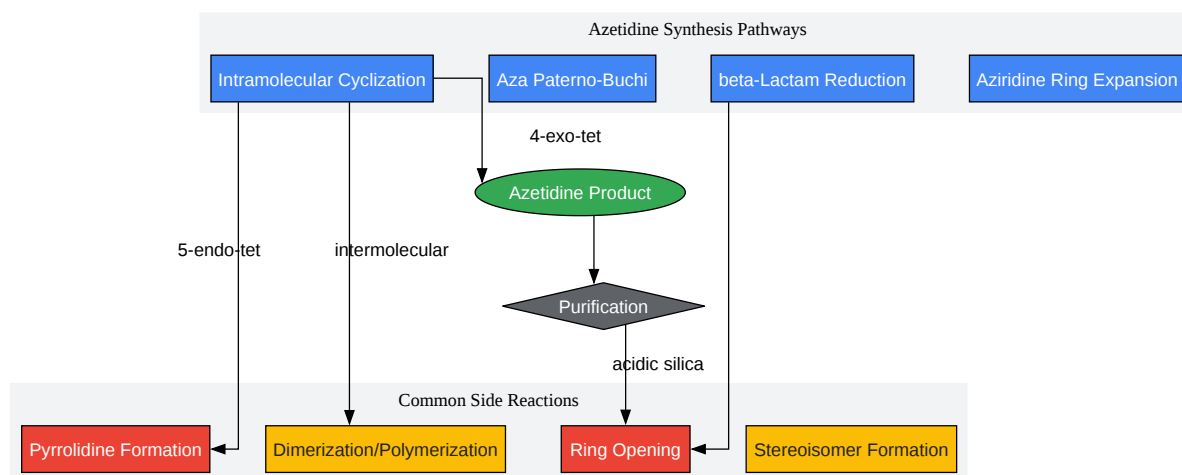 Azetidine Synthesis Pathways
Intramolecular Cyclization
Aza Paterno-Buchi
beta-Lactam Reduction
Aziridine Ring Expansion
4-exo-tet
Azetidine Product
5-endo-tet
intermolecular
Purification
acidic silica
Common Side Reactions
Pyrrolidine Formation
Dimerization/Polymerization
Ring Opening
Stereoisomer Formation